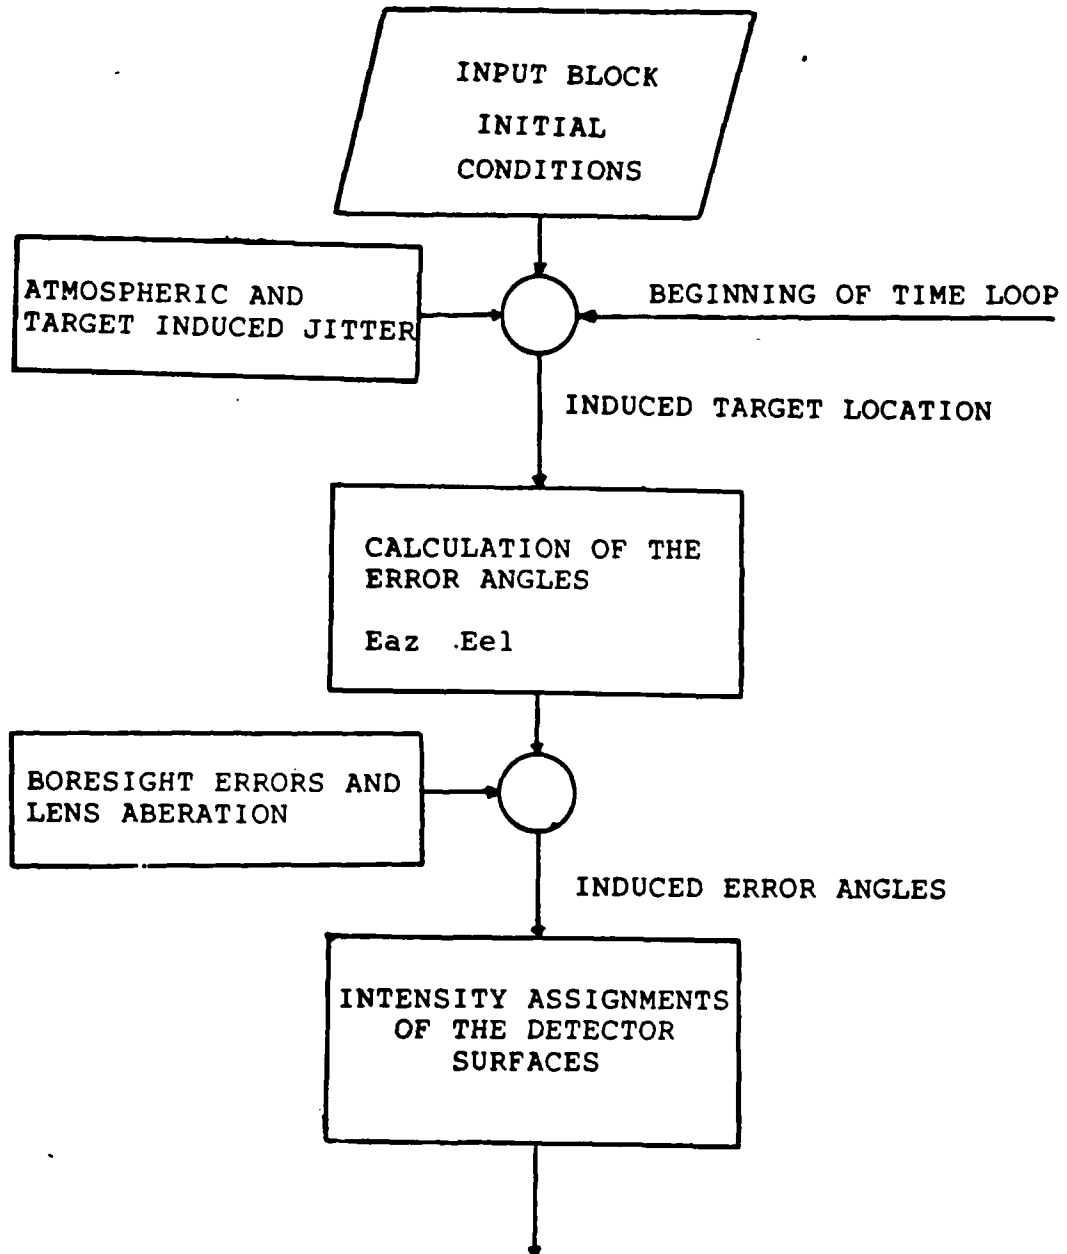 INPUT BLOCK
INITIAL
CONDITIONS
ATMOSPHERIC AND
TARGET INDUCED JITTER
BEGINNING OF TIME LOOP
INDUCED TARGET LOCATION
CALCULATION OF THE
ERROR ANGLES
Eaz .Eel
BORESIGHT ERRORS AND
LENS ABERATION
INDUCED ERROR ANGLES
INTENSITY ASSIGNMENTS
OF THE DETECTOR
SURFACES